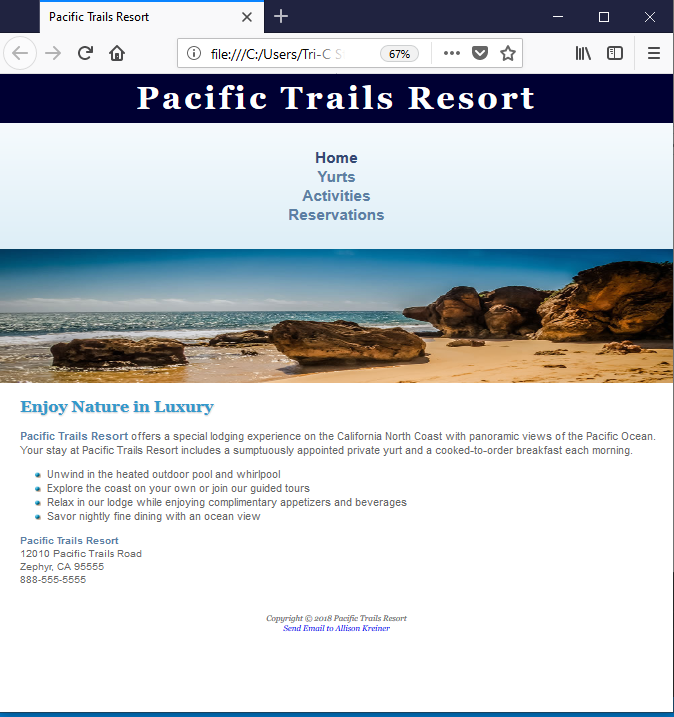 Pacific Trails Resort
file:///C:/Users/Tri-C S
67%
Pacific Trails Resort
Home
Yurts
Activities
Reservations
Enjoy Nature in Luxury
Pacific Trails Resort offers a special lodging experience on the California North Coast with panoramic views of the Pacific Ocean.
Your stay at Pacific Trails Resort includes a sumptuously appointed private yurt and a cooked-to-order breakfast each morning.
Unwind in the heated outdoor pool and whirlpool
Explore the coast on your own or join our guided tours
Relax in our lodge while enjoying complimentary appetizers and beverages
Savor nightly fine dining with an ocean view
Pacific Trails Resort
12010 Pacific Trails Road
Zephyr, CA 95555
888-555-5555
Copyright © 2018 Pacific Trails Resort
Send Email to Allison Kreiner